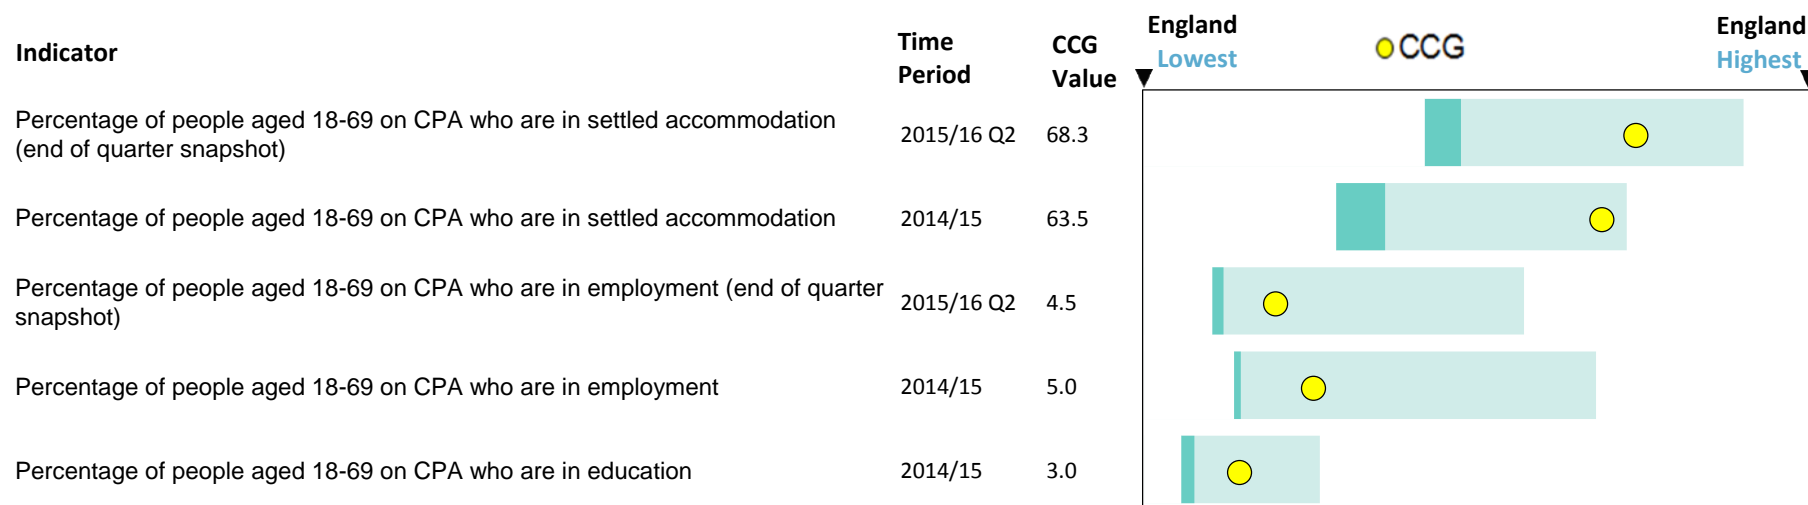 Indicator
Time
Period
CCG
Value
England
Lowest
CCG
England
Highest
Percentage of people aged 18-69 on CPA who are in settled accommodation
(end of quarter snapshot)
2015/16 Q2
68.3
Percentage of people aged 18-69 on CPA who are in settled accommodation
2014/15
63.5
Percentage of people aged 18-69 on CPA who are in employment (end of quarter
snapshot)
2015/16 Q2
4.5
Percentage of people aged 18-69 on CPA who are in employment
2014/15
5.0
Percentage of people aged 18-69 on CPA who are in education
2014/15
3.0